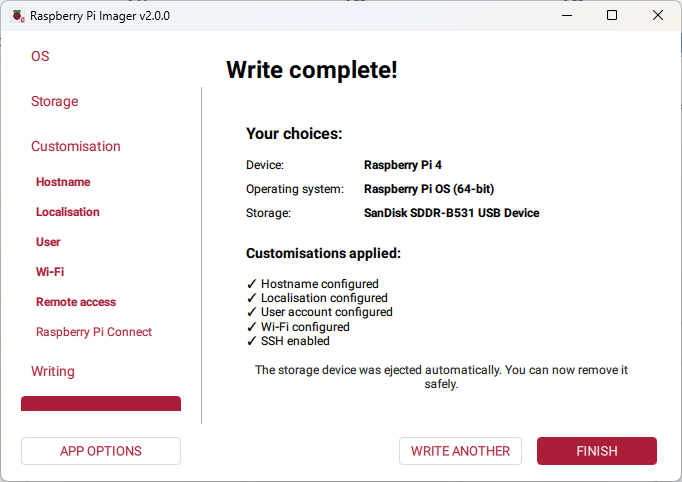 Raspberry Pi Imager v2.0.0
OS
Storage
Customisation
Hostname
Localisation
User
Wi-Fi
Remote access
Raspberry Pi Connect
Writing
APP OPTIONS
Write complete!
Your choices:
Device: Raspberry Pi 4
Operating system: Raspberry Pi OS (64-bit)
Storage: SanDisk SDDR-B531 USB Device
Customisations applied:
✓ Hostname configured
✓ Localisation configured
✓ User account configured
✓ Wi-Fi configured
✓ SSH enabled
The storage device was ejected automatically. You can now remove it
safely.
WRITE ANOTHER
FINISH